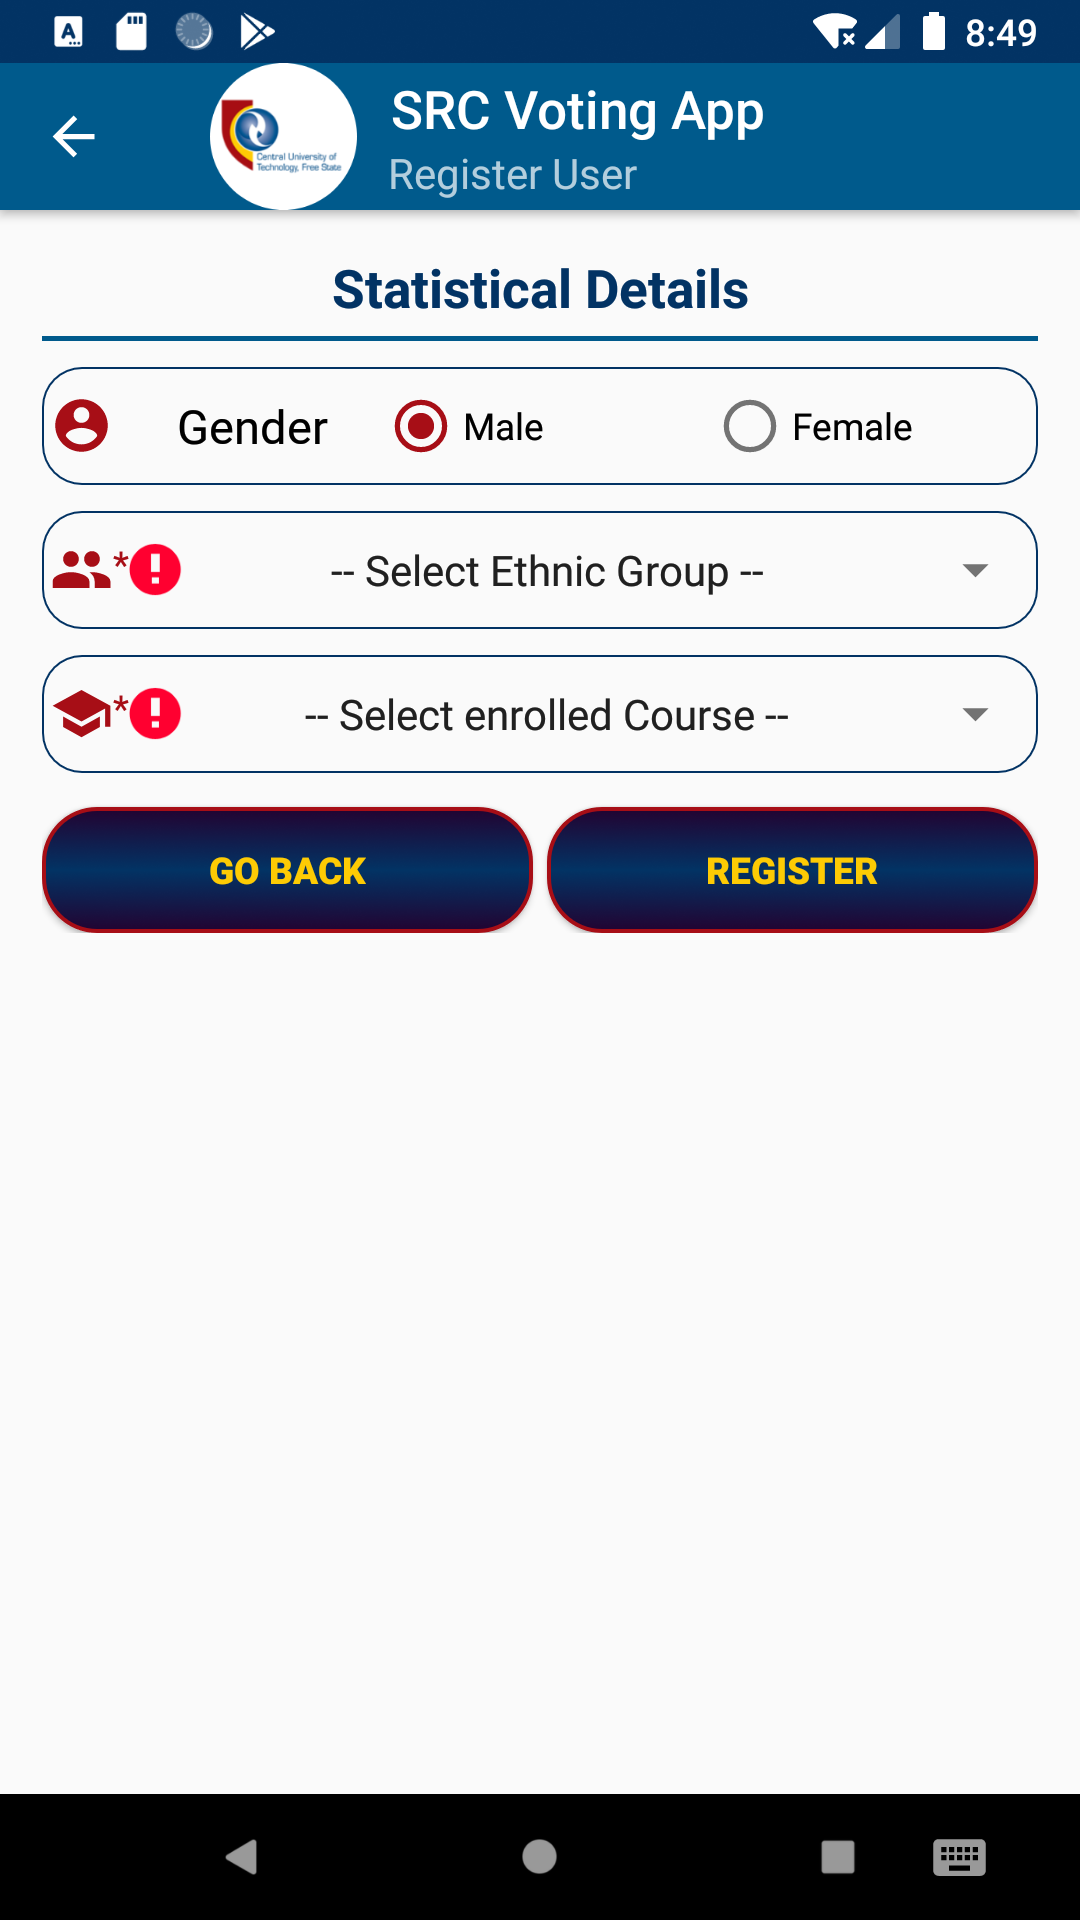 8:49
SRC Voting App
Central University of
Technology, Free State
Register User
Statistical Details
Gender
Male
Female
* -- Select Ethnic Group --
* -- Select enrolled Course --
GO BACK
REGISTER